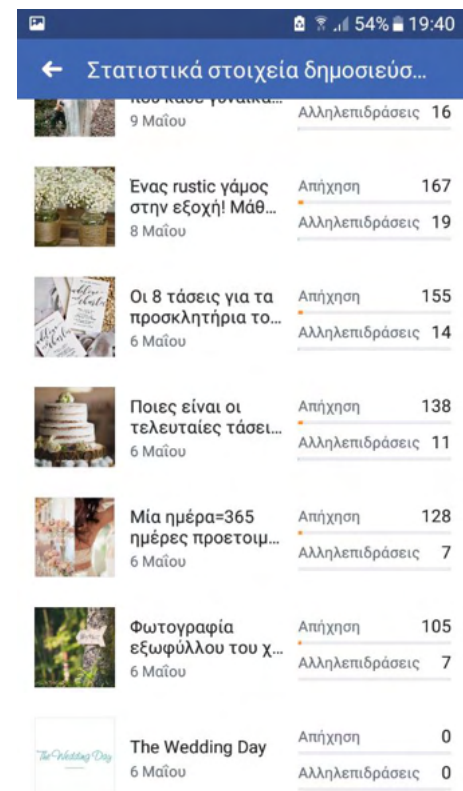 54% 19:40
Στατιστικά στοιχεία δημοσιεύσ...
που κάθε γυναίκα...
9 Μαΐου
Αλληλεπιδράσεις 16
Ένας rustic γάμος
στην εξοχή! Μάθ...
8 Μαΐου
Απήχηση 167
Αλληλεπιδράσεις 19
Οι 8 τάσεις για τα
προσκλητήρια το...
6 Μαΐου
Απήχηση 155
Αλληλεπιδράσεις 14
Ποιες είναι οι
τελευταίες τάσει...
6 Μαΐου
Απήχηση 138
Αλληλεπιδράσεις 11
Μία ημέρα=365
ημέρες προετοιμ...
6 Μαΐου
Απήχηση 128
Αλληλεπιδράσεις 7
Φωτογραφία
εξωφύλλου του χ...
6 Μαΐου
Απήχηση 105
Αλληλεπιδράσεις 7
The Wedding Day
The Wedding Day
6 Μαΐου
Απήχηση 0
Αλληλεπιδράσεις 0